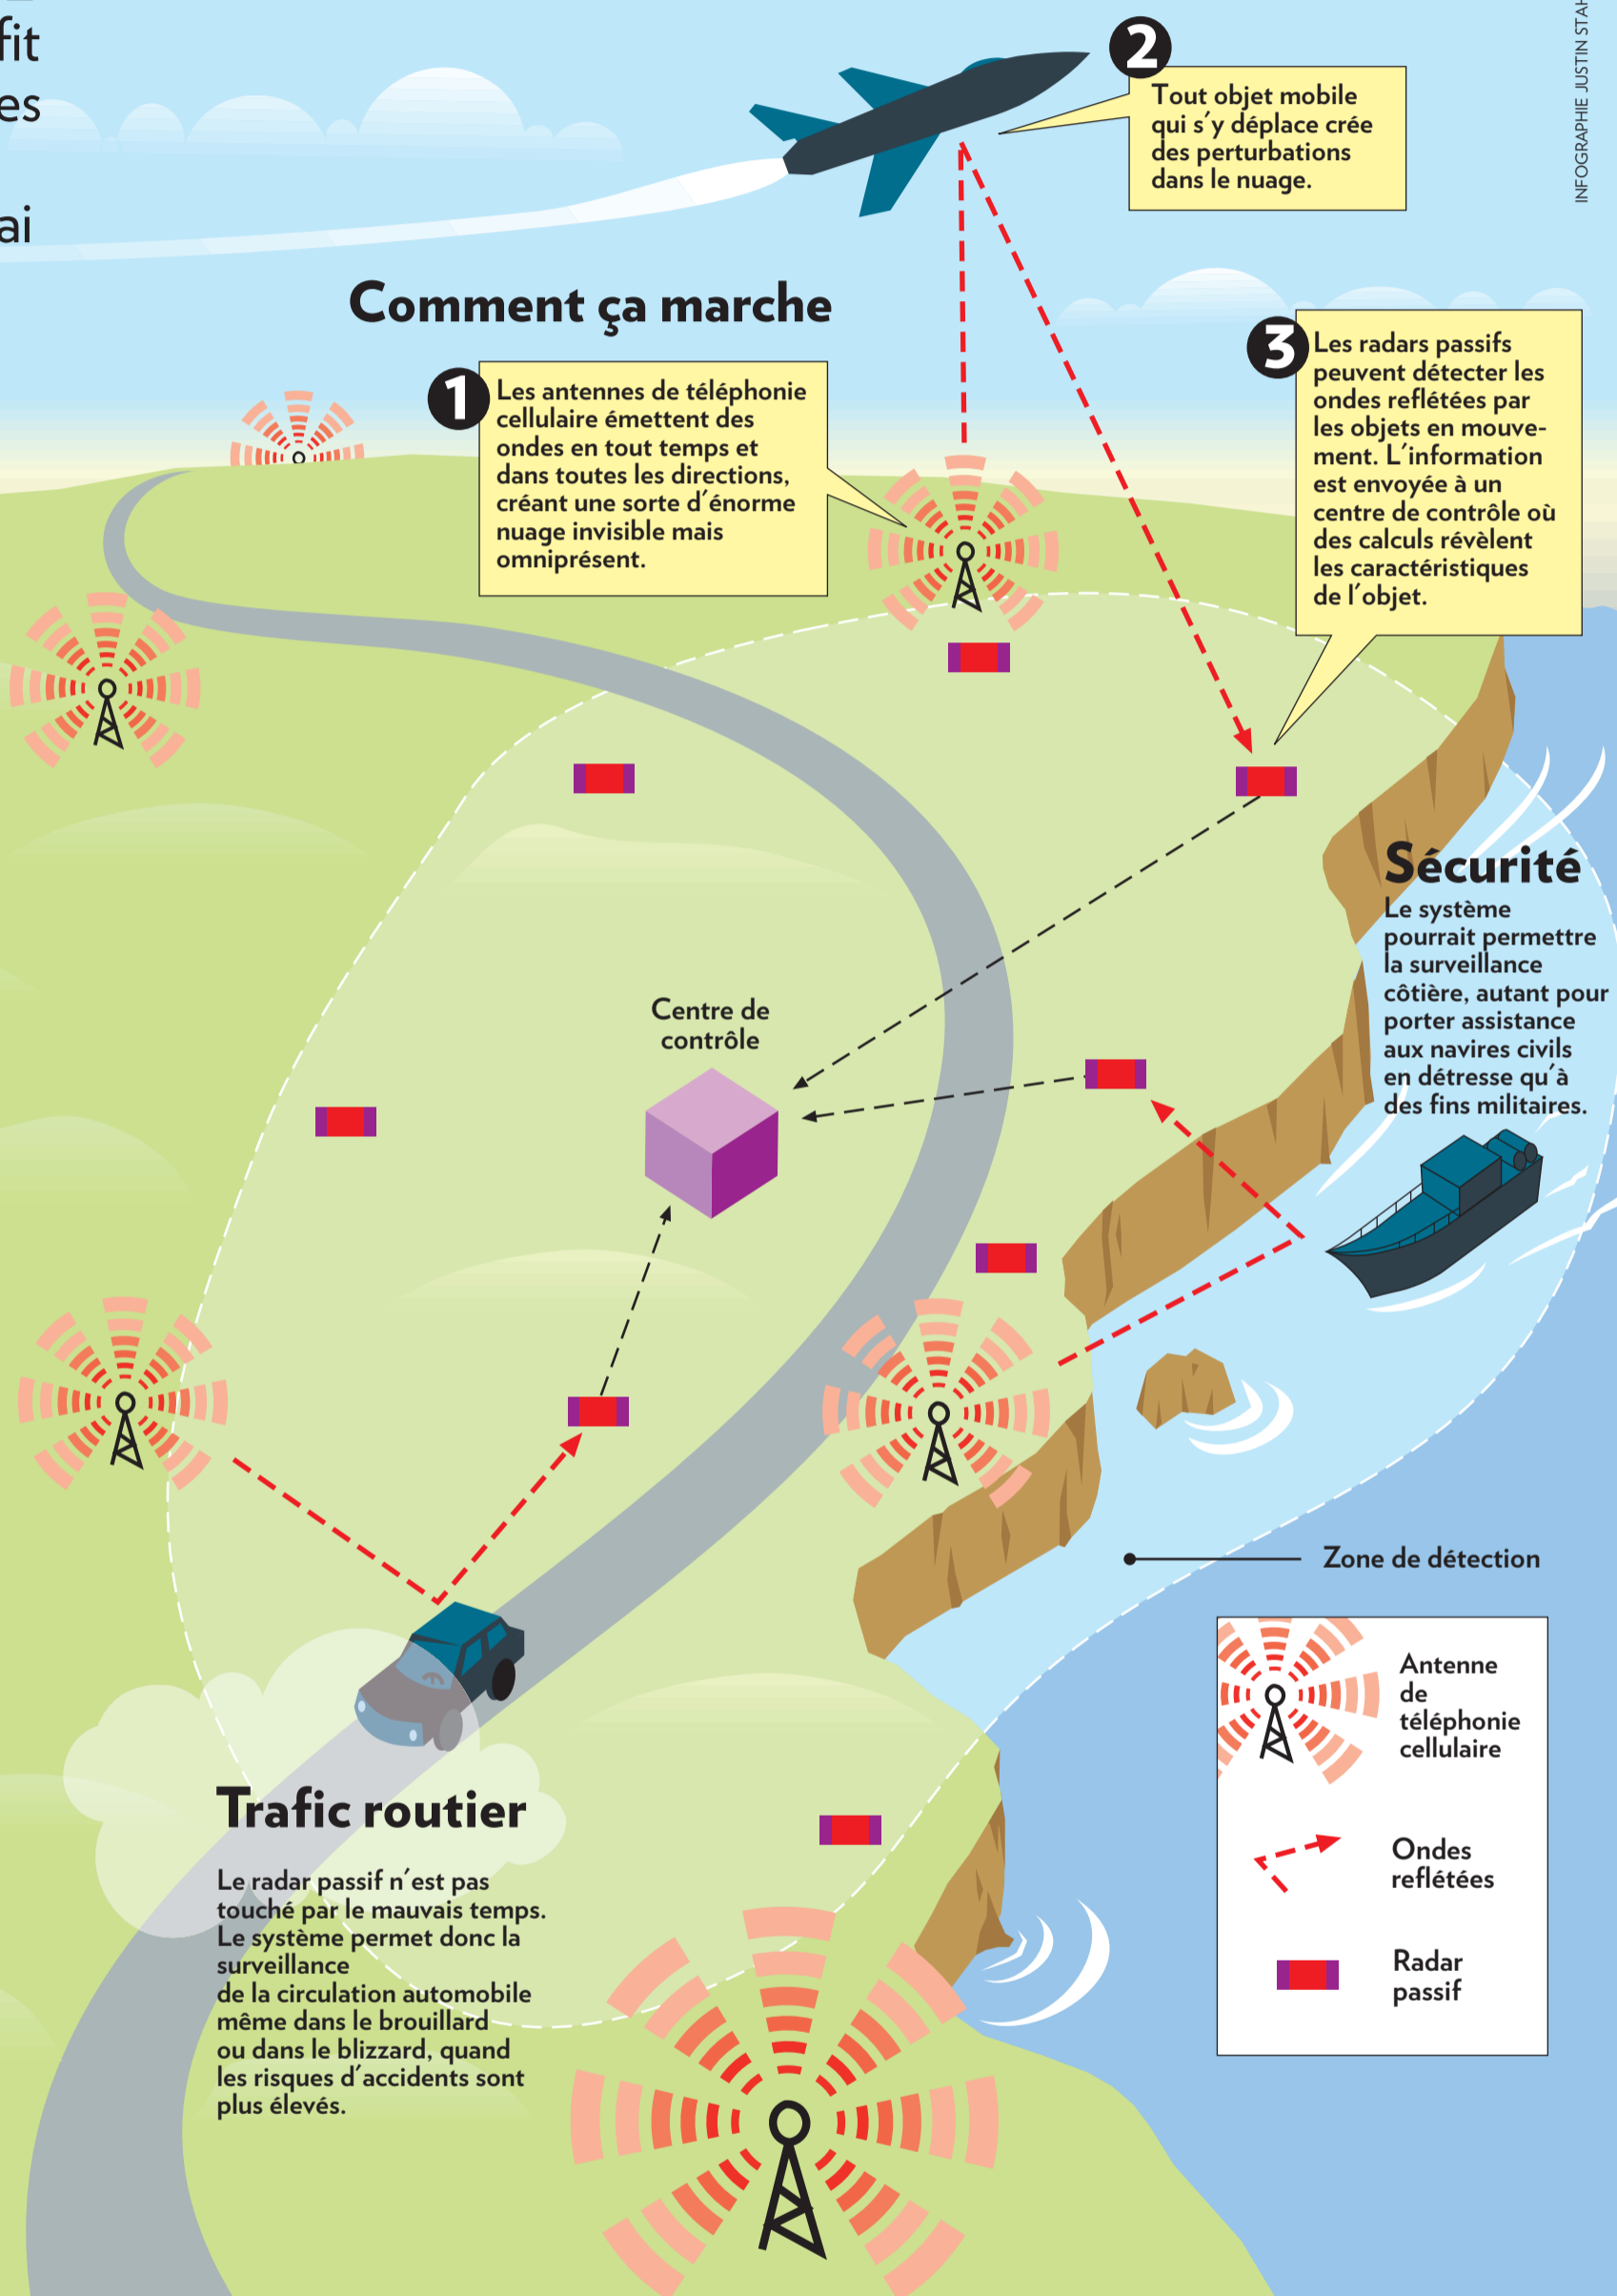 fit
es
ai
INFOGRAPHIE JUSTIN
2
Tout objet mobile
qui s'y déplace crée
des perturbations
dans le nuage.
Comment ça marche
1
Les antennes de téléphonie
cellulaire émettent des
ondes en tout temps et
dans toutes les directions,
créant une sorte d'énorme
nuage invisible mais
omniprésent.
3
Les radars passifs
peuvent détecter les
ondes reflétées par
les objets en mouve-
ment. L'information
est envoyée à un
centre de contrôle où
des calculs révèlent
les caractéristiques
de l'objet.
Sécurité
Le système
pourrait permettre
la surveillance
côtière, autant pour
porter assistance
aux navires civils
en détresse qu'à
des fins militaires.
Centre de
contrôle
Zone de détection
Trafic routier
Le radar passif n'est pas
touché par le mauvais temps.
Le système permet donc la
surveillance
de la circulation automobile
même dans le brouillard
ou dans le blizzard, quand
les risques d'accidents sont
plus élevés.
Antenne
de
téléphonie
cellulaire
Ondes
reflétées
Radar
passif